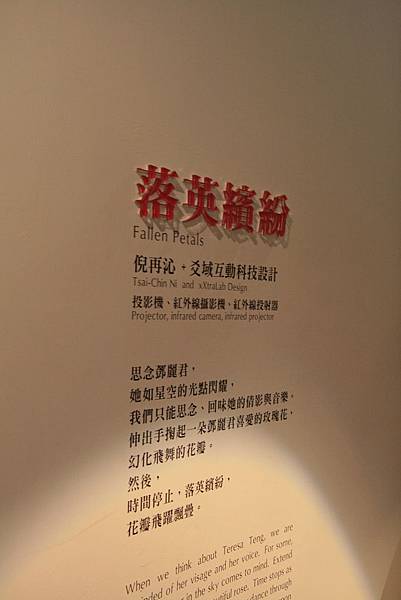 落英繽紛
Fallen Petals
倪再沁 + 爻域互動科技設計
Tsai-Chin Ni and xXtraLab Design
投影機、紅外線攝影機、紅外線投射器
Projector, infrared camera, infrared projector
思念鄧麗君，
她如星空的光點閃耀，
我們只能思念、回味她的倩影與音樂。
伸出手掬起一朵鄧麗君喜愛的玫瑰花，
幻化飛舞的花瓣。
然後，
時間停止，落英繽紛，
花瓣飛躍飄疊。
When we think about Teresa Teng, we are
of her visage and her voice. For some,
in the sky comes to mind. Extend
rose. Time stops as
through